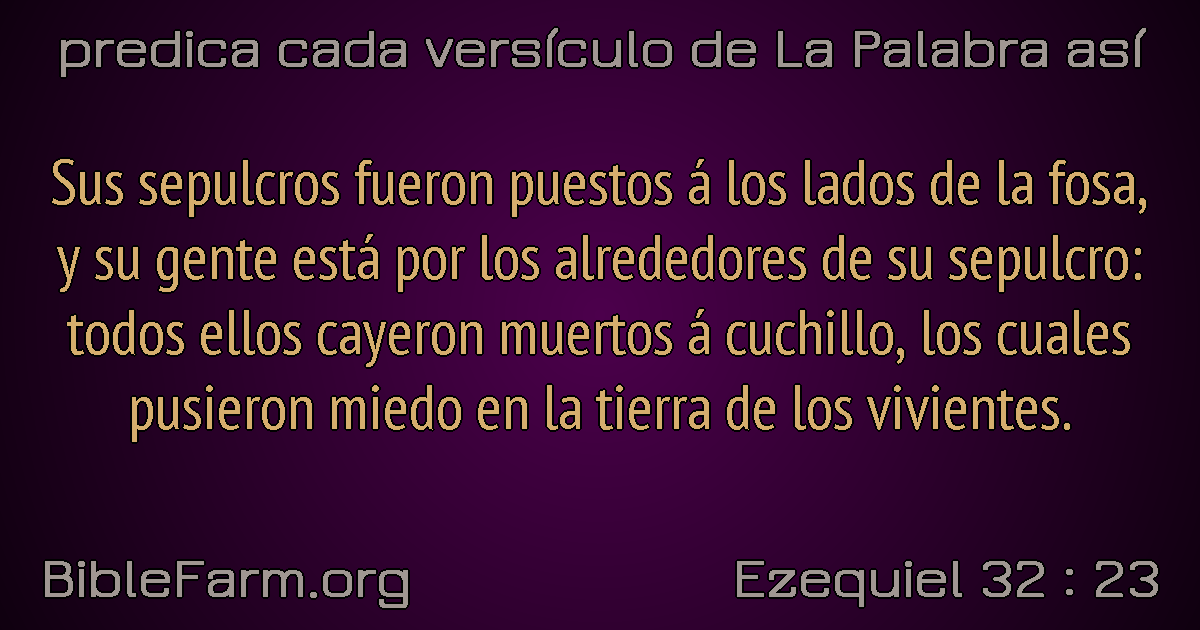 predica cada versículo de La Palabra así
Sus sepulcros fueron puestos á los lados de la fosa,
y su gente está por los alrededores de su sepulcro:
todos ellos cayeron muertos á cuchillo, los cuales
pusieron miedo en la tierra de los vivientes.
BibleFarm.org
Ezequiel 32 : 23